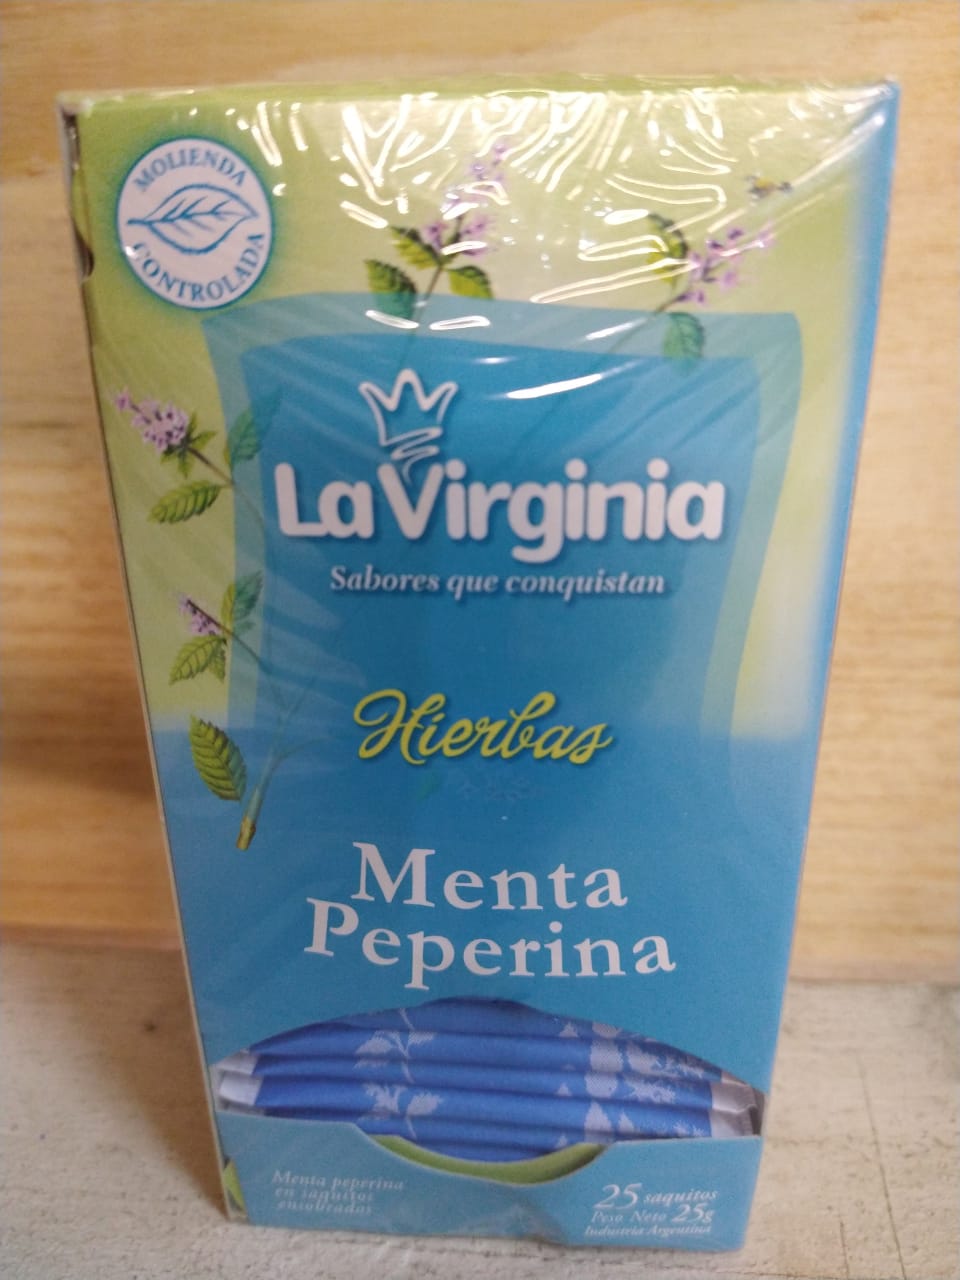 MOLIENDA
CONTROLADA
La Virginia
Sabores que conquistan
Hierbas
Menta
Peperina
Menta peperina
en saquitos
ensobrados
25 saquitos
Peso Neto 25g
Industria Argentina